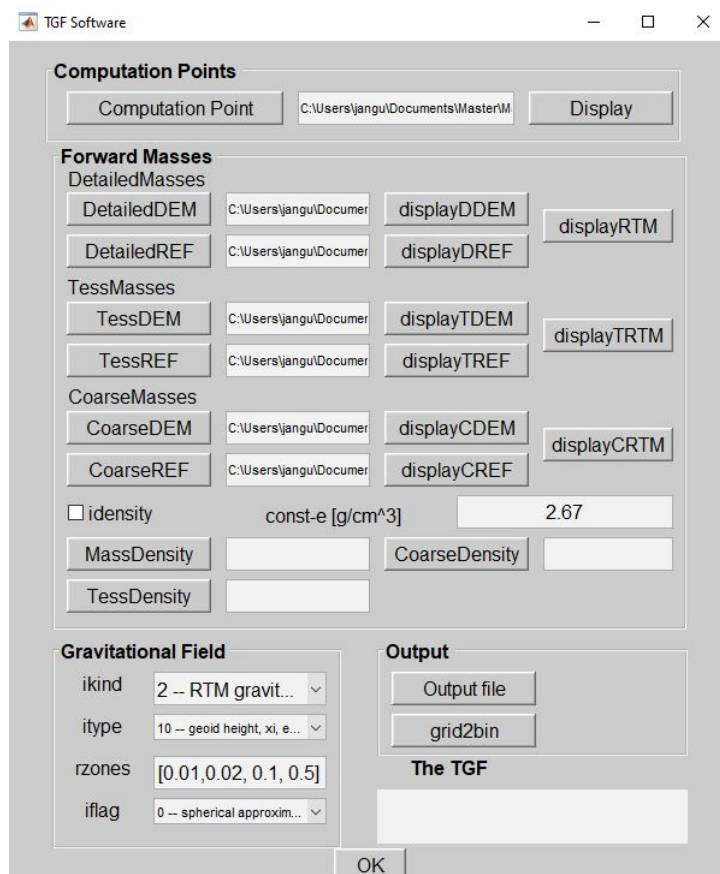 TGF Software
Computation Points
Computation Point C:\Users\jangu\Documents\Master\M Display
Forward Masses
DetailedMasses
DetailedDEM C:\Users\jangu\Documer displayDDEM
displayRTM
DetailedREF C:\Users\jangu\Documer displayDREF
TessMasses
TessDEM C:\Users\jangu\Documer displayTDEM
displayTRTM
TessREF C:\Users\jangu\Documer displayTREF
CoarseMasses
CoarseDEM C:\Users\jangu\Documer displayCDEM
displayCRTM
CoarseREF C:\Users\jangu\Documer displayCREF
idensity const-e [g/cm^3] 2.67
MassDensity CoarseDensity
TessDensity
Gravitational Field
ikind 2 -- RTM gravit...
itype 10 -- geoid height, xi, e...
rzones [0.01,0.02, 0.1, 0.5]
iflag 0 -- spherical approxim...
Output
Output file
grid2bin
The TGF
OK